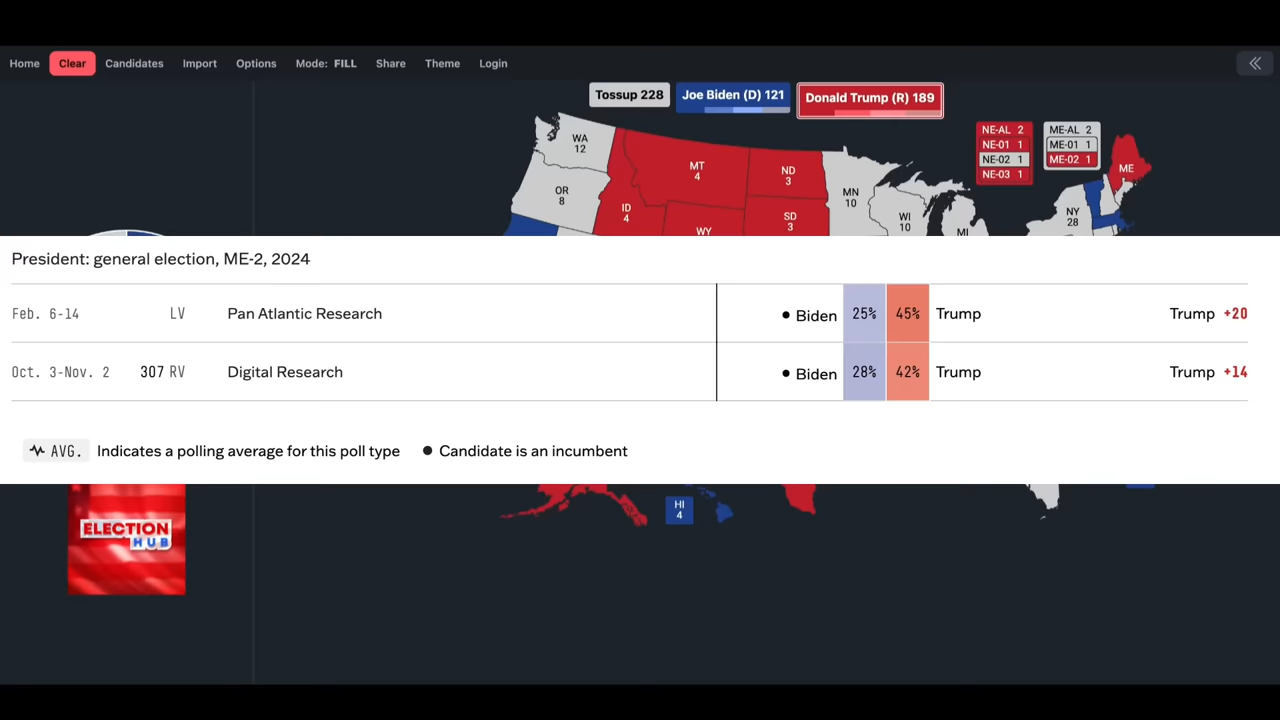 Home Clear Candidates Import Options Mode: FILL Share Theme Login
Tossup 228 Joe Biden (D) 121 Donald Trump (R) 189
NE-AL 2
NE-01 1
NE-02 1
NE-03 1
ME-AL 2
ME-01 1
ME-02 1
WA
12
OR
8
ID
4
MT
4
ND
3
SD
3
WY
MN
10
WI
10
MI
NY
28
ME
1
President: general election, ME-2, 2024
Feb. 6-14 LV Pan Atlantic Research Biden 25% 45% Trump Trump +20
Oct. 3-Nov. 2 307 RV Digital Research Biden 28% 42% Trump Trump +14
AVG. Indicates a polling average for this poll type ● Candidate is an incumbent
HI
4
ELECTION
HUB